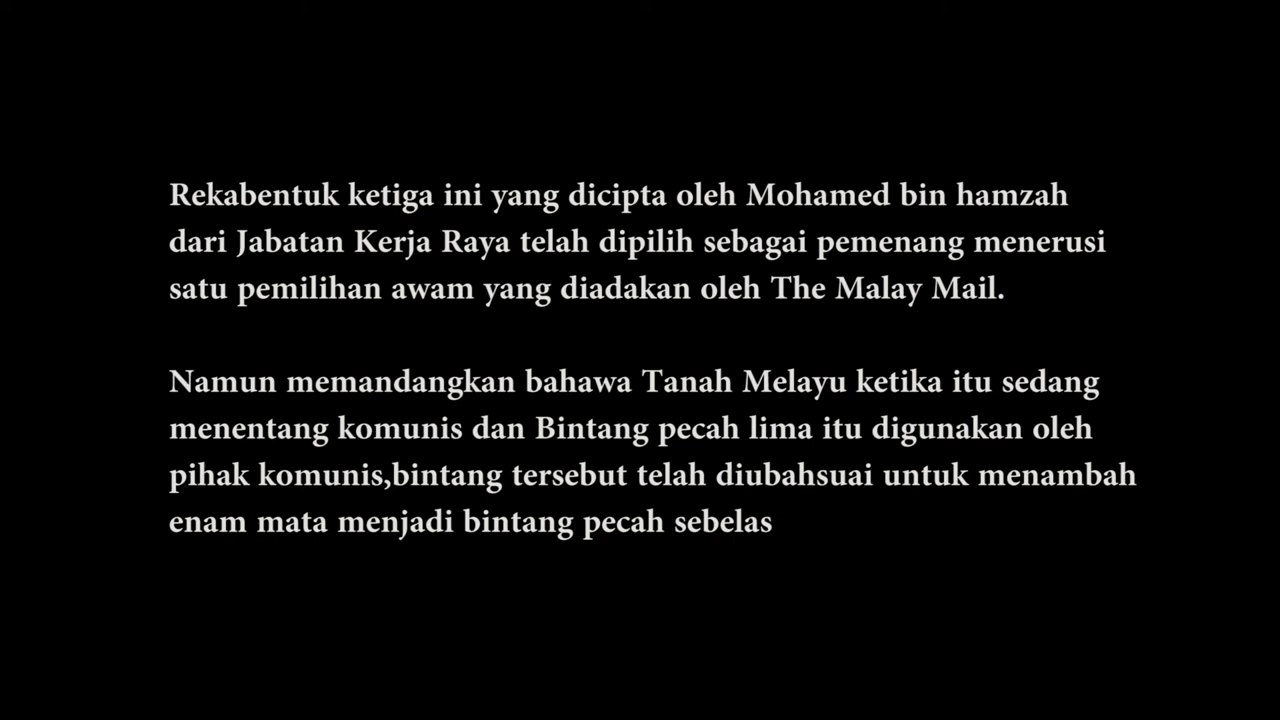 Rekabentuk ketiga ini yang dicipta oleh Mohamed bin hamzah
dari Jabatan Kerja Raya telah dipilih sebagai pemenang menerusi
satu pemilihan awam yang diadakan oleh The Malay Mail.
Namun memandangkan bahawa Tanah Melayu ketika itu sedang
menentang komunis dan Bintang pecah lima itu digunakan oleh
pihak komunis,bintang tersebut telah diubahsuai untuk menambah
enam mata menjadi bintang pecah sebelas